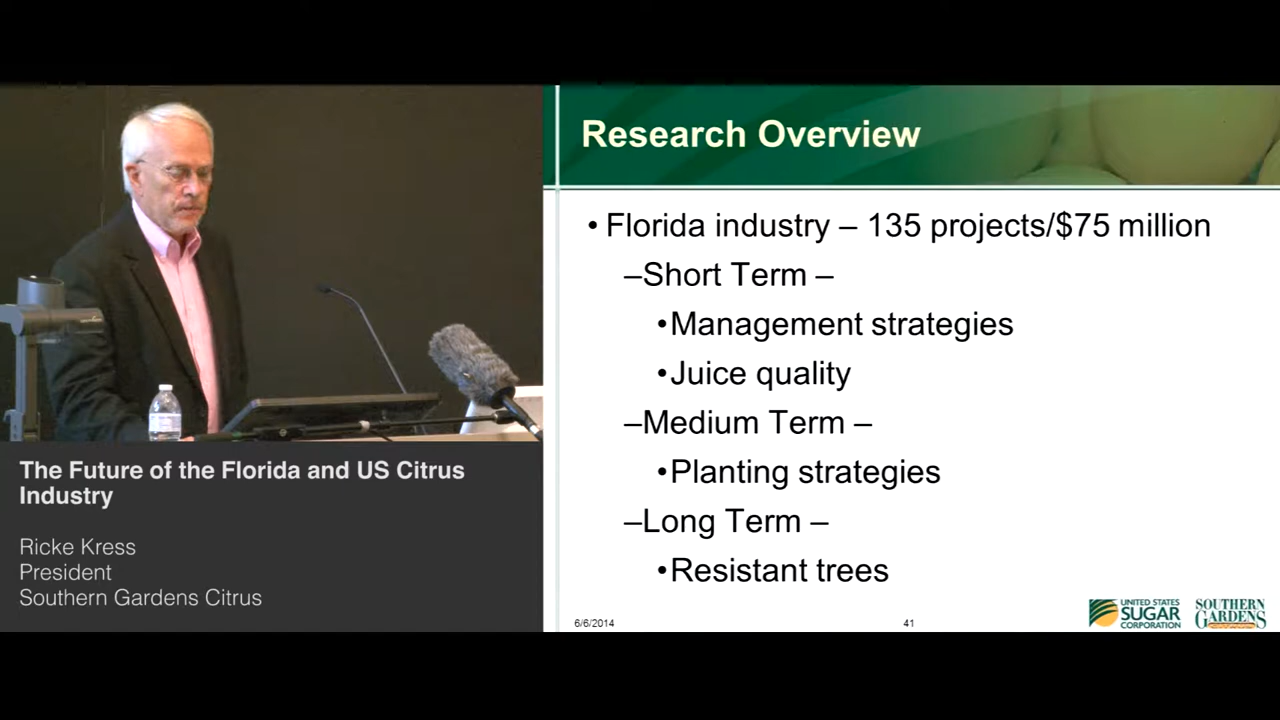 Research Overview
• Florida industry – 135 projects/$75 million
–Short Term –
•Management strategies
•Juice quality
–Medium Term –
•Planting strategies
–Long Term –
•Resistant trees
6/6/2014
41
UNITED STATES
SUGAR
CORPORATION
SOUTHERN
GARDENS
The Future of the Florida and US Citrus
Industry
Ricke Kress
President
Southern Gardens Citrus